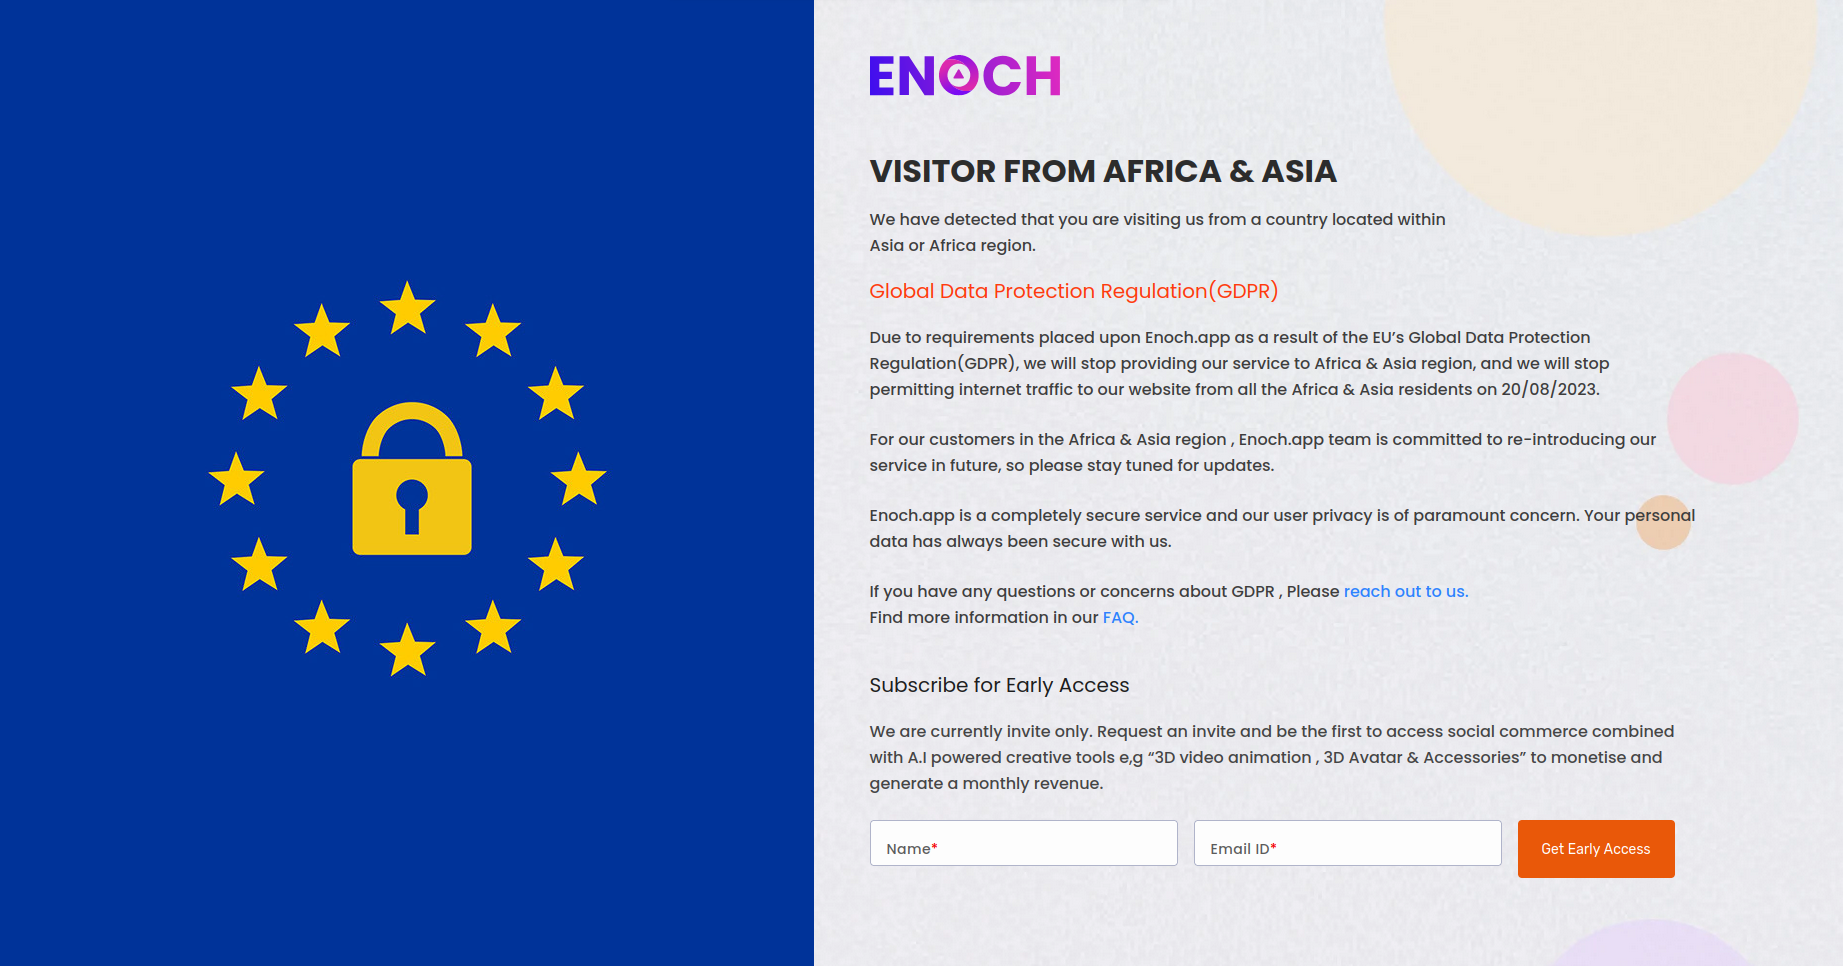 ENOCH
VISITOR FROM AFRICA & ASIA
We have detected that you are visiting us from a country located within
Asia or Africa region.
Global Data Protection Regulation(GDPR)
Due to requirements placed upon Enoch.app as a result of the EU’s Global Data Protection
Regulation(GDPR), we will stop providing our service to Africa & Asia region, and we will stop
permitting internet traffic to our website from all the Africa & Asia residents on 20/08/2023.
For our customers in the Africa & Asia region , Enoch.app team is committed to re-introducing our
service in future, so please stay tuned for updates.
Enoch.app is a completely secure service and our user privacy is of paramount concern. Your personal
data has always been secure with us.
If you have any questions or concerns about GDPR , Please reach out to us.
Find more information in our FAQ.
Subscribe for Early Access
We are currently invite only. Request an invite and be the first to access social commerce combined
with A.I powered creative tools e,g “3D video animation , 3D Avatar & Accessories” to monetise and
generate a monthly revenue.
Name*
Email ID*
Get Early Access